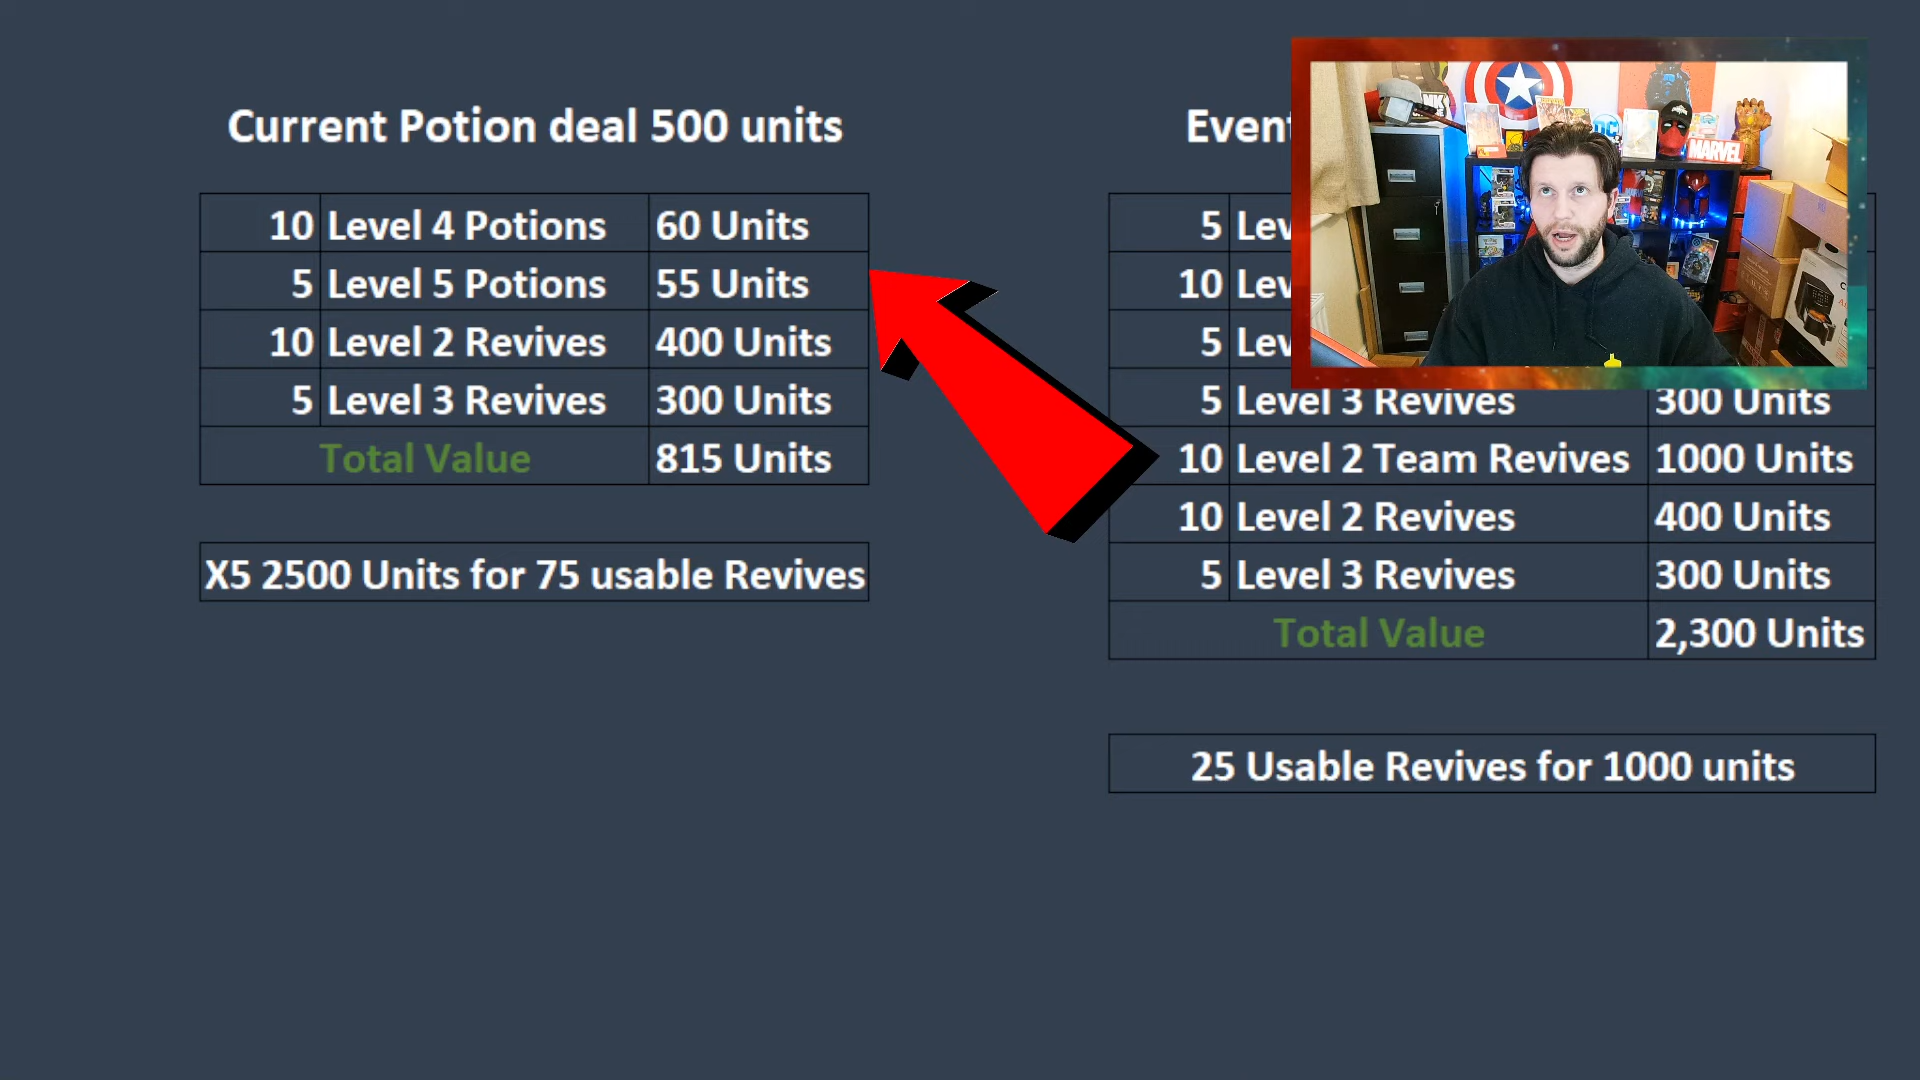 Current Potion deal 500 units
10 Level 4 Potions 60 Units
5 Level 5 Potions 55 Units
10 Level 2 Revives 400 Units
5 Level 3 Revives 300 Units
Total Value 815 Units
X5 2500 Units for 75 usable Revives
Event
5 Lev
10 Lev
5 Lev
5 Level 3 Revives 300 Units
10 Level 2 Team Revives 1000 Units
10 Level 2 Revives 400 Units
5 Level 3 Revives 300 Units
Total Value 2,300 Units
25 Usable Revives for 1000 units
MARVEL
DC